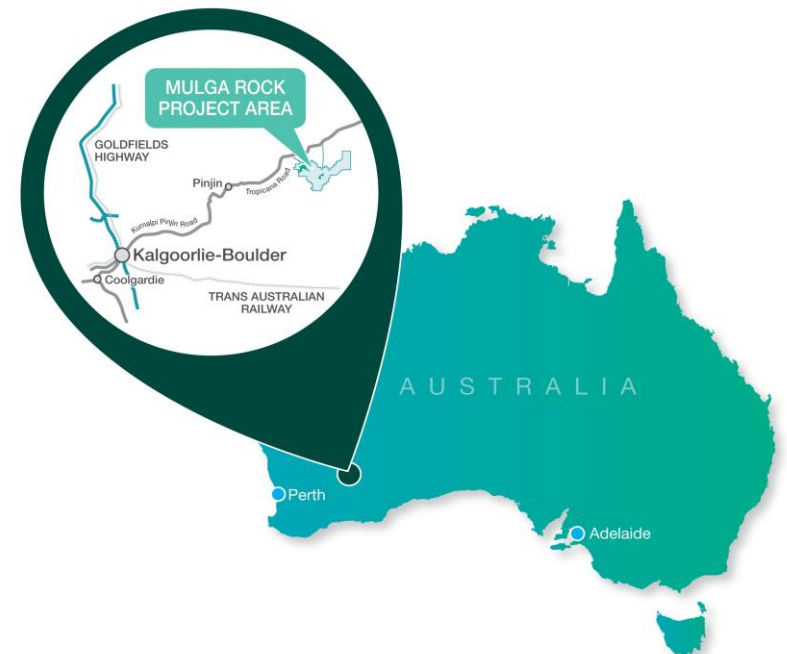 MULGA ROCK
PROJECT AREA
GOLDFIELDS
HIGHWAY
Pinjin
Tropicana Road
Kurnalpi Pinjin Road
Kalgoorlie-Boulder
Coolgardie
TRANS AUSTRALIAN
RAILWAY
AUSTRALIA
Perth
Adelaide